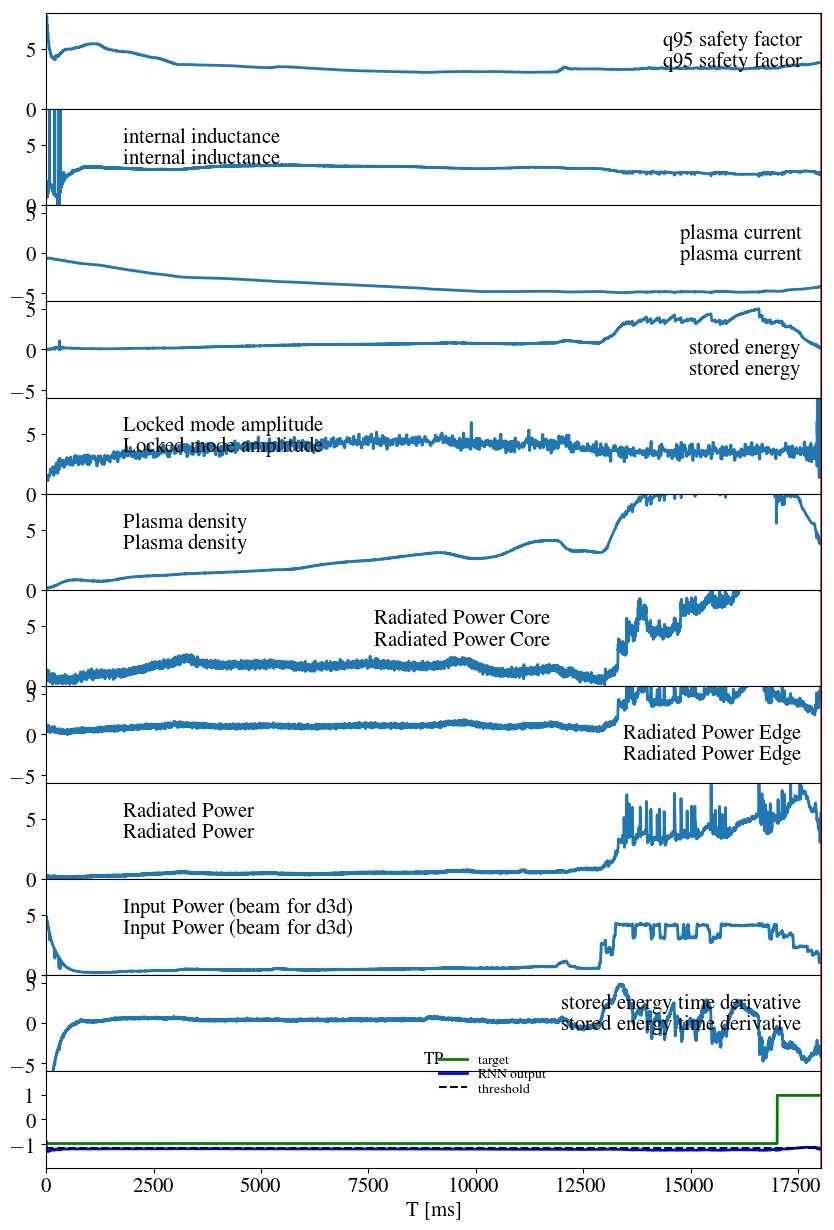 5
q95 safety factor
q95 safety factor
0
5
internal inductance
internal inductance
0
5
0
−5
plasma current
plasma current
5
0
−5
stored energy
stored energy
5
Locked mode amplitude
Locked mode amplitude
0
5
Plasma density
Plasma density
0
5
Radiated Power Core
Radiated Power Core
0
5
0
−5
Radiated Power Edge
Radiated Power Edge
5
Radiated Power
Radiated Power
0
5
Input Power (beam for d3d)
Input Power (beam for d3d)
0
5
0
−5
stored energy time derivative
stored energy time derivative
TP
target
RNN output
threshold
1
0
−1
0 2500 5000 7500 10000 12500 15000 17500
T [ms]